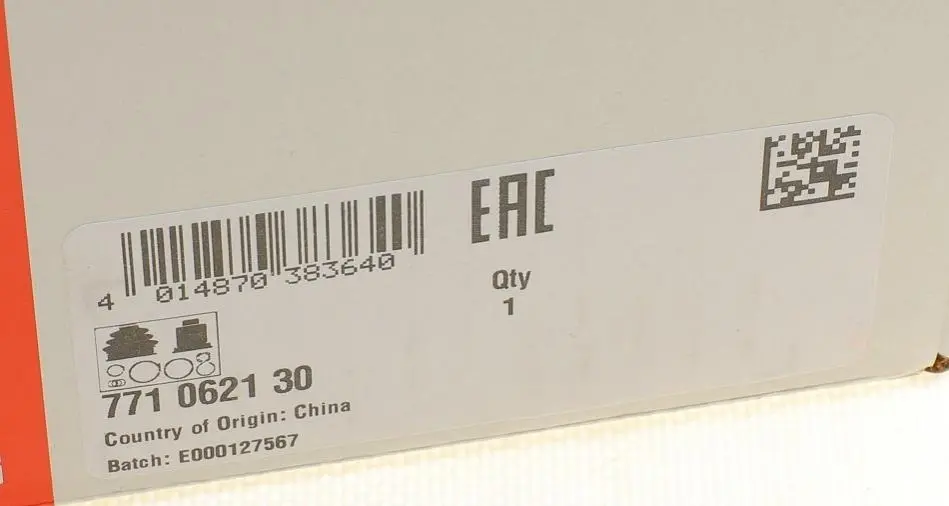 4 014870 383640
EAC
Qty
1
771 0621 30
Country of Origin: China
Batch: E000127567